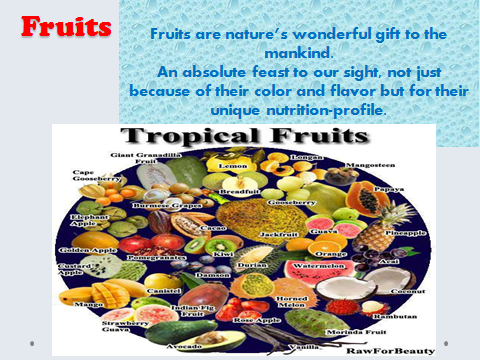 Fruits
Fruits are nature's wonderful gift to the
mankind.
An absolute feast to our sight, not just
because of their color and flavor but for their
unique nutrition-profile.
Tropical Fruits
Giant Granadilla
Fruit
Lemon
Longan
Mangosteen
Cape
Gooseberry
Breadfuit
Papaya
Burmese Grapes
Gooseberry
Elephant
Apple
Cacao
Jackfruit
Guava
Pineapple
Golden Apple
Pomegranates
Kiwi
Orange
Custard
Apple
Durian
Watermelon
Acai
Damson
Mango
Canistel
Coconut
Indian Fig
Fruit
Horned
Melon
Strawberry
Guava
Rose Apple
Rambutan
Morinda Fruit
Avocado
Vanilla
RawForBeauty